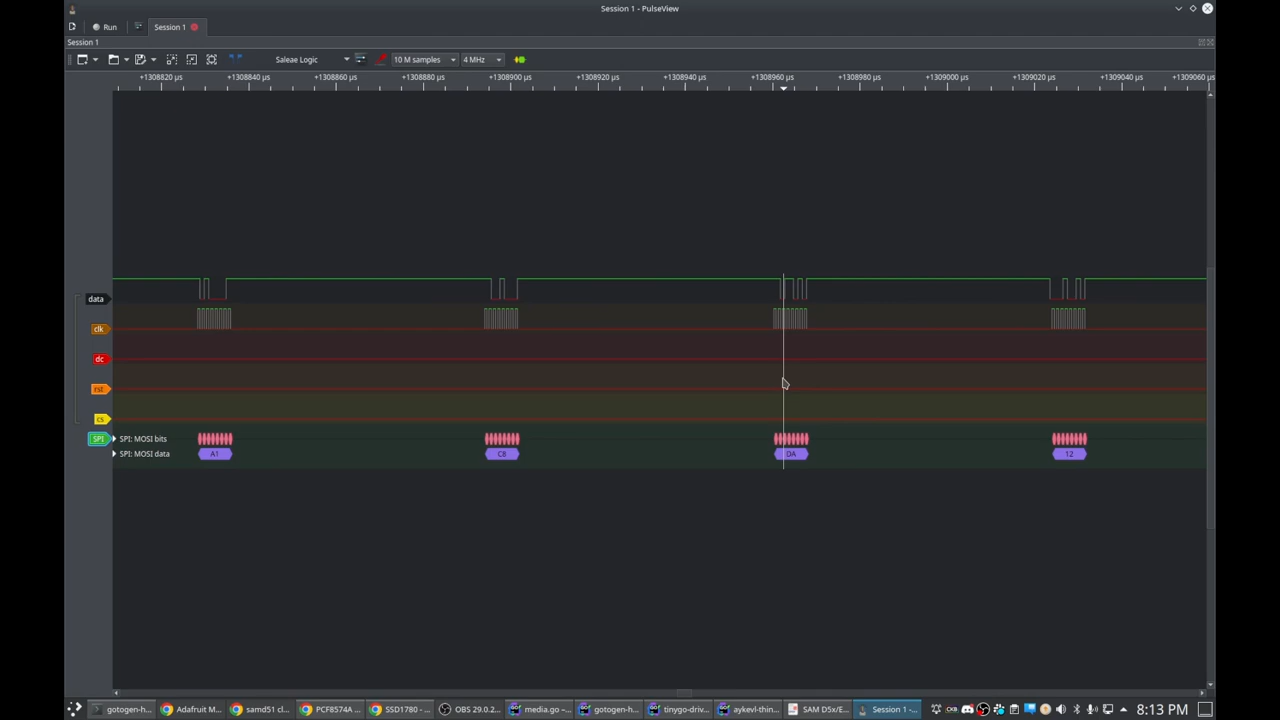 Session 1 - PulseView
Run Session 1
Session 1
Saleae Logic 10 M samples 4 MHz
+1308820 µs +1308840 µs +1308860 µs +1308880 µs +1308900 µs +1308920 µs +1308940 µs +1308960 µs +1308980 µs +1309000 µs +1309020 µs +1309040 µs +1309060 µs
data
clk
dc
rst
cs
SPI SPI: MOSI bits
SPI: MOSI data A1 C8 DA 12
gotogen-h... Adafruit M... samd51 cl... PCF8574A ... SSD1780 - ... OBS 29.0.2... media.go –... gotogen-h... tinygo-driv... aykevl-thin... SAM D5x/E... Session 1 -... 8:13 PM